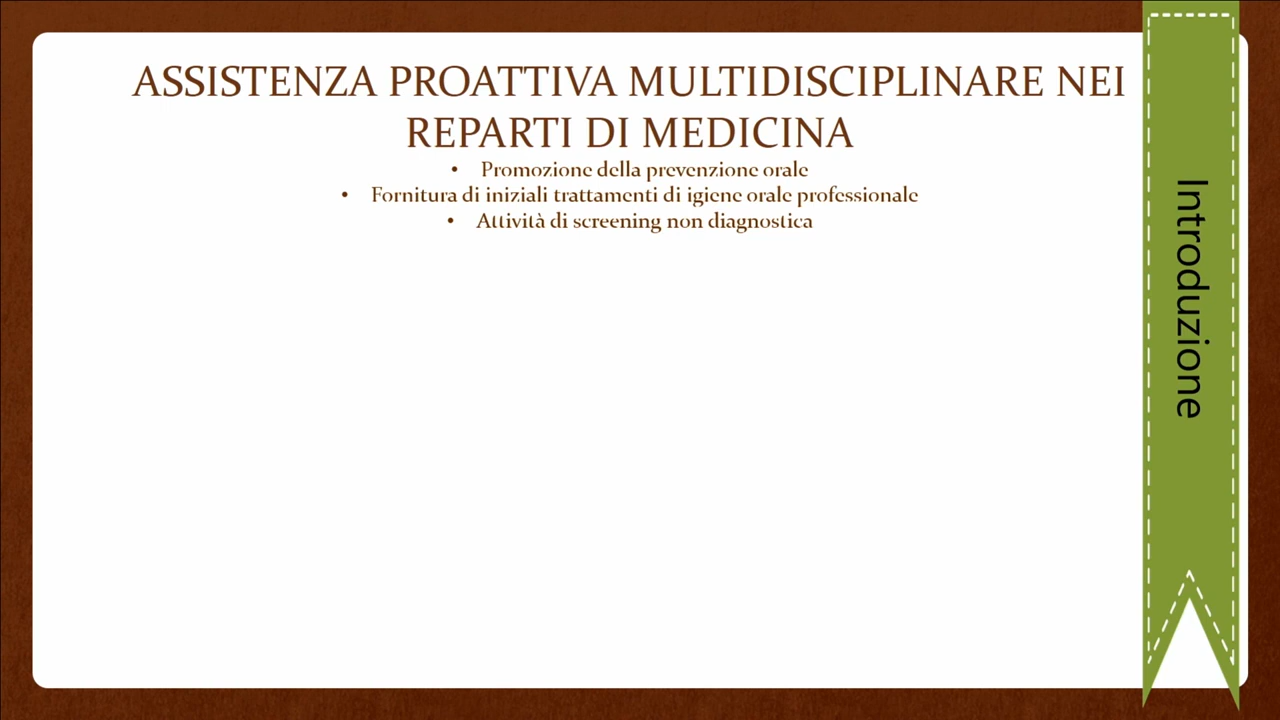 ASSISTENZA PROATTIVA MULTIDISCIPLINARE NEI
REPARTI DI MEDICINA
• Promozione della prevenzione orale
• Fornitura di iniziali trattamenti di igiene orale professionale
• Attività di screening non diagnostica
Introduzione